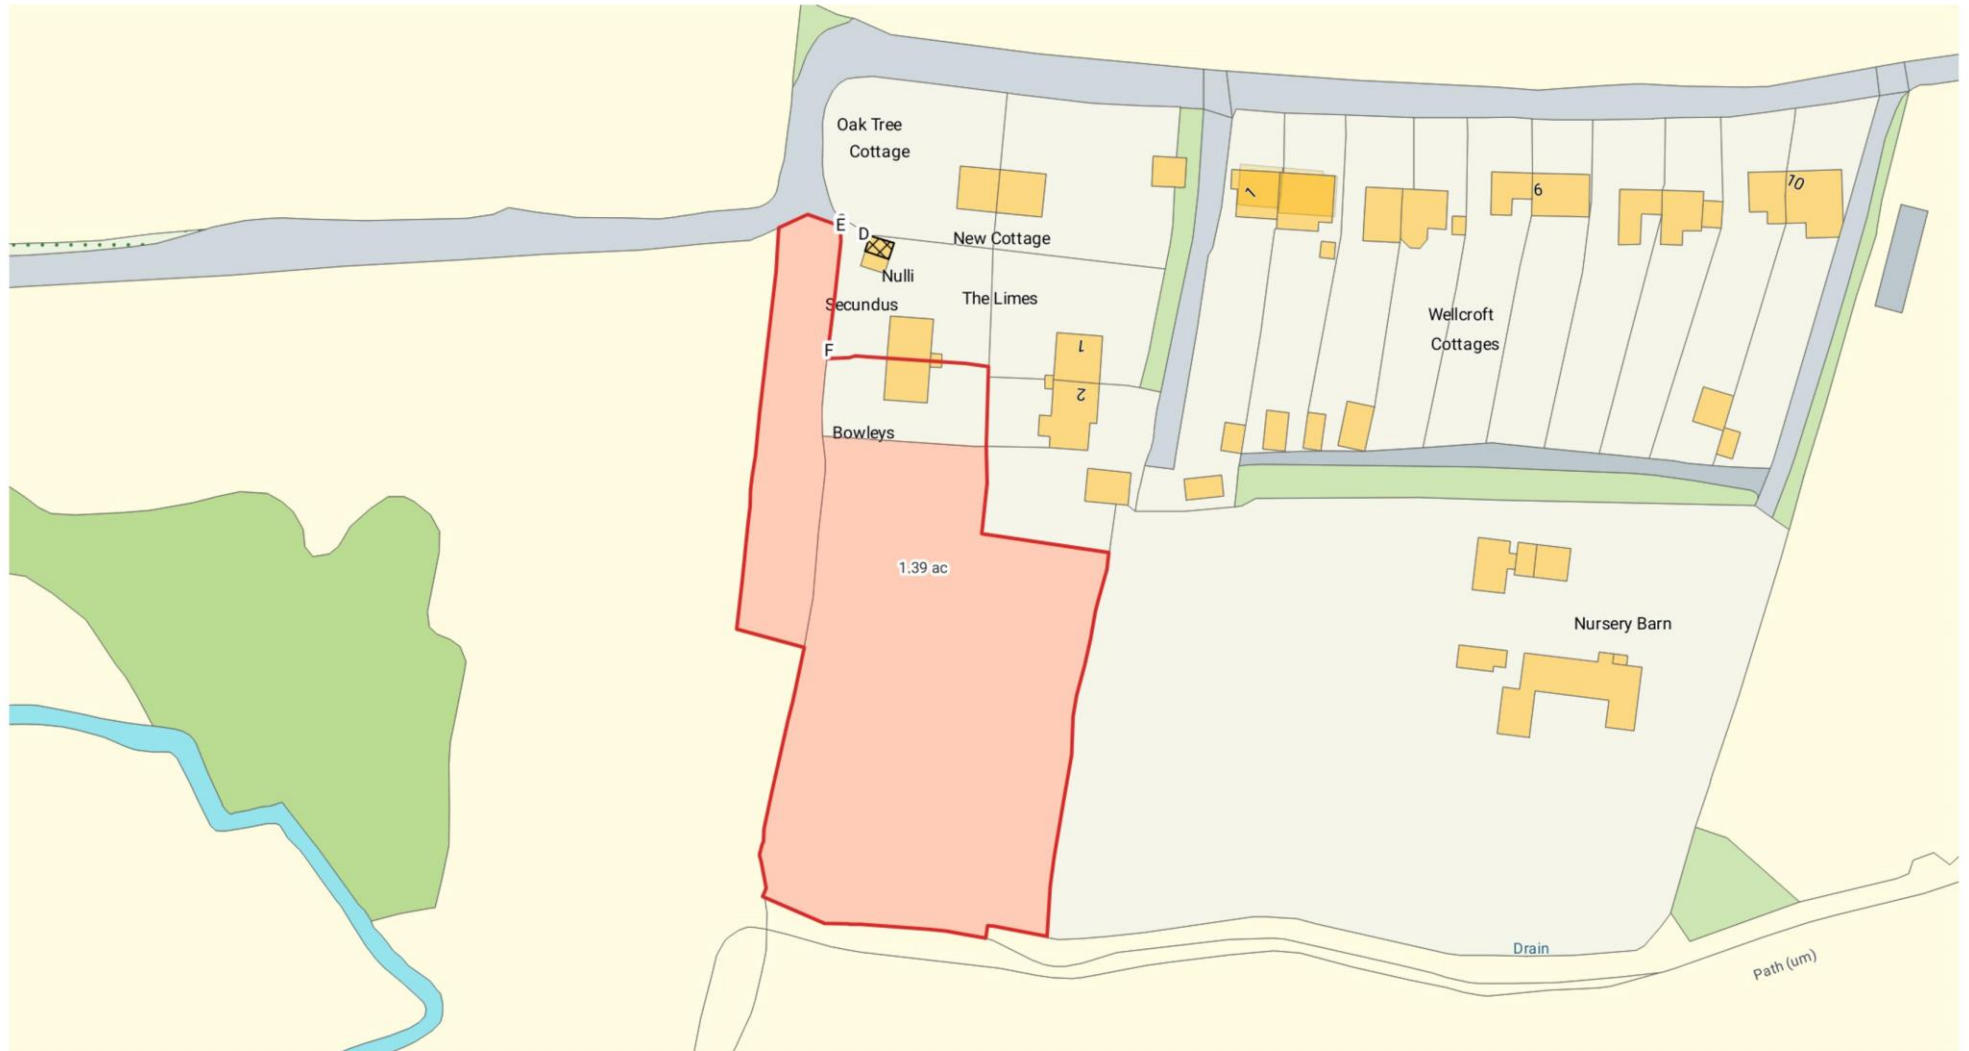 Oak Tree
Cottage
E
D
New Cottage
Nulli
Secundus
The Limes
F
1
2
Bowleys
1
6
10
Wellcroft
Cottages
1.39 ac
Nursery Barn
Drain
Path (um)